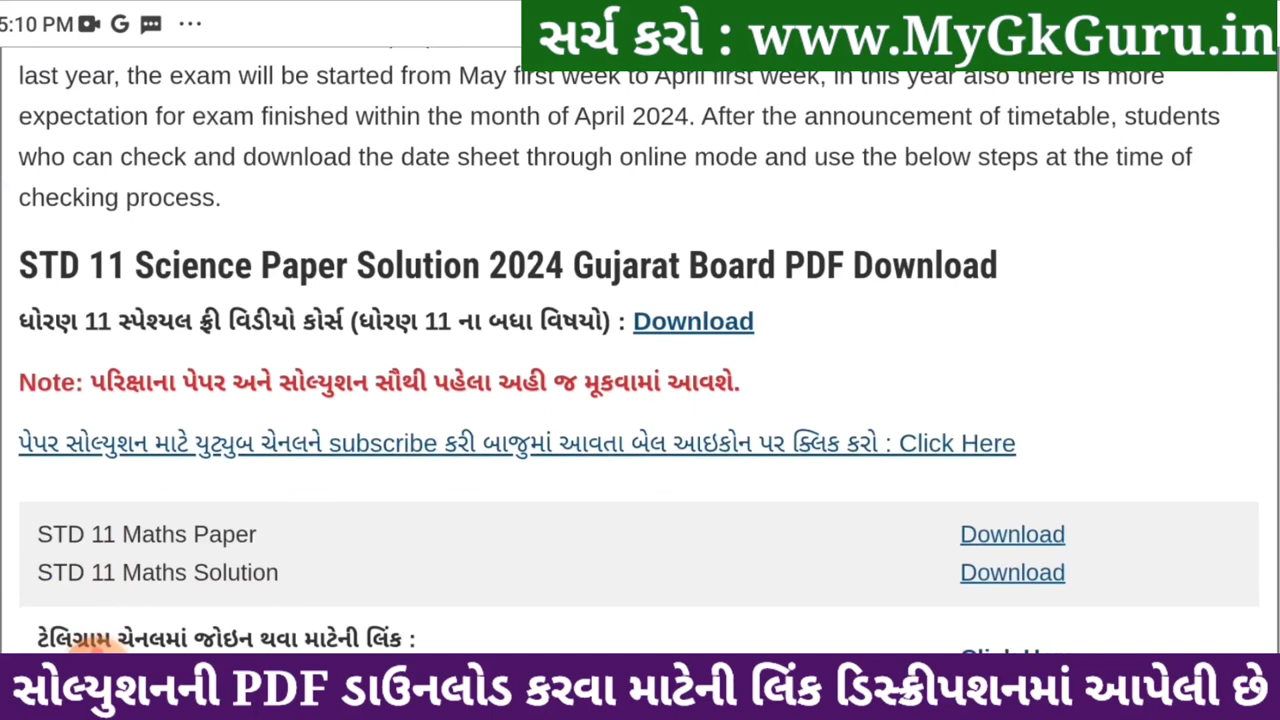 5:10 PM G ...
સર્ચ કરો : www.MyGkGuru.in
last year, the exam will be started from May first week to April first week, in this year also there is more
expectation for exam finished within the month of April 2024. After the announcement of timetable, students
who can check and download the date sheet through online mode and use the below steps at the time of
checking process.
STD 11 Science Paper Solution 2024 Gujarat Board PDF Download
ધોરણ 11 સ્પેશ્યલ ફ્રી વિડીયો કોર્સ (ધોરણ 11 ના બધા વિષયો) : Download
Note: પરિક્ષાના પેપર અને સોલ્યુશન સૌથી પહેલા અહી જ મૂકવામાં આવશે.
પેપર સોલ્યુશન માટે યુટ્યુબ ચેનલને subscribe કરી બાજુમાં આવતા બેલ આઇકોન પર ક્લિક કરો : Click Here
STD 11 Maths Paper Download
STD 11 Maths Solution Download
ટેલિગ્રામ ચેનલમાં જોઇન થવા માટેની લિંક :
સોલ્યુશનની PDF ડાઉનલોડ કરવા માટેની લિંક ડિસ્ક્રીપશનમાં આપેલી છે